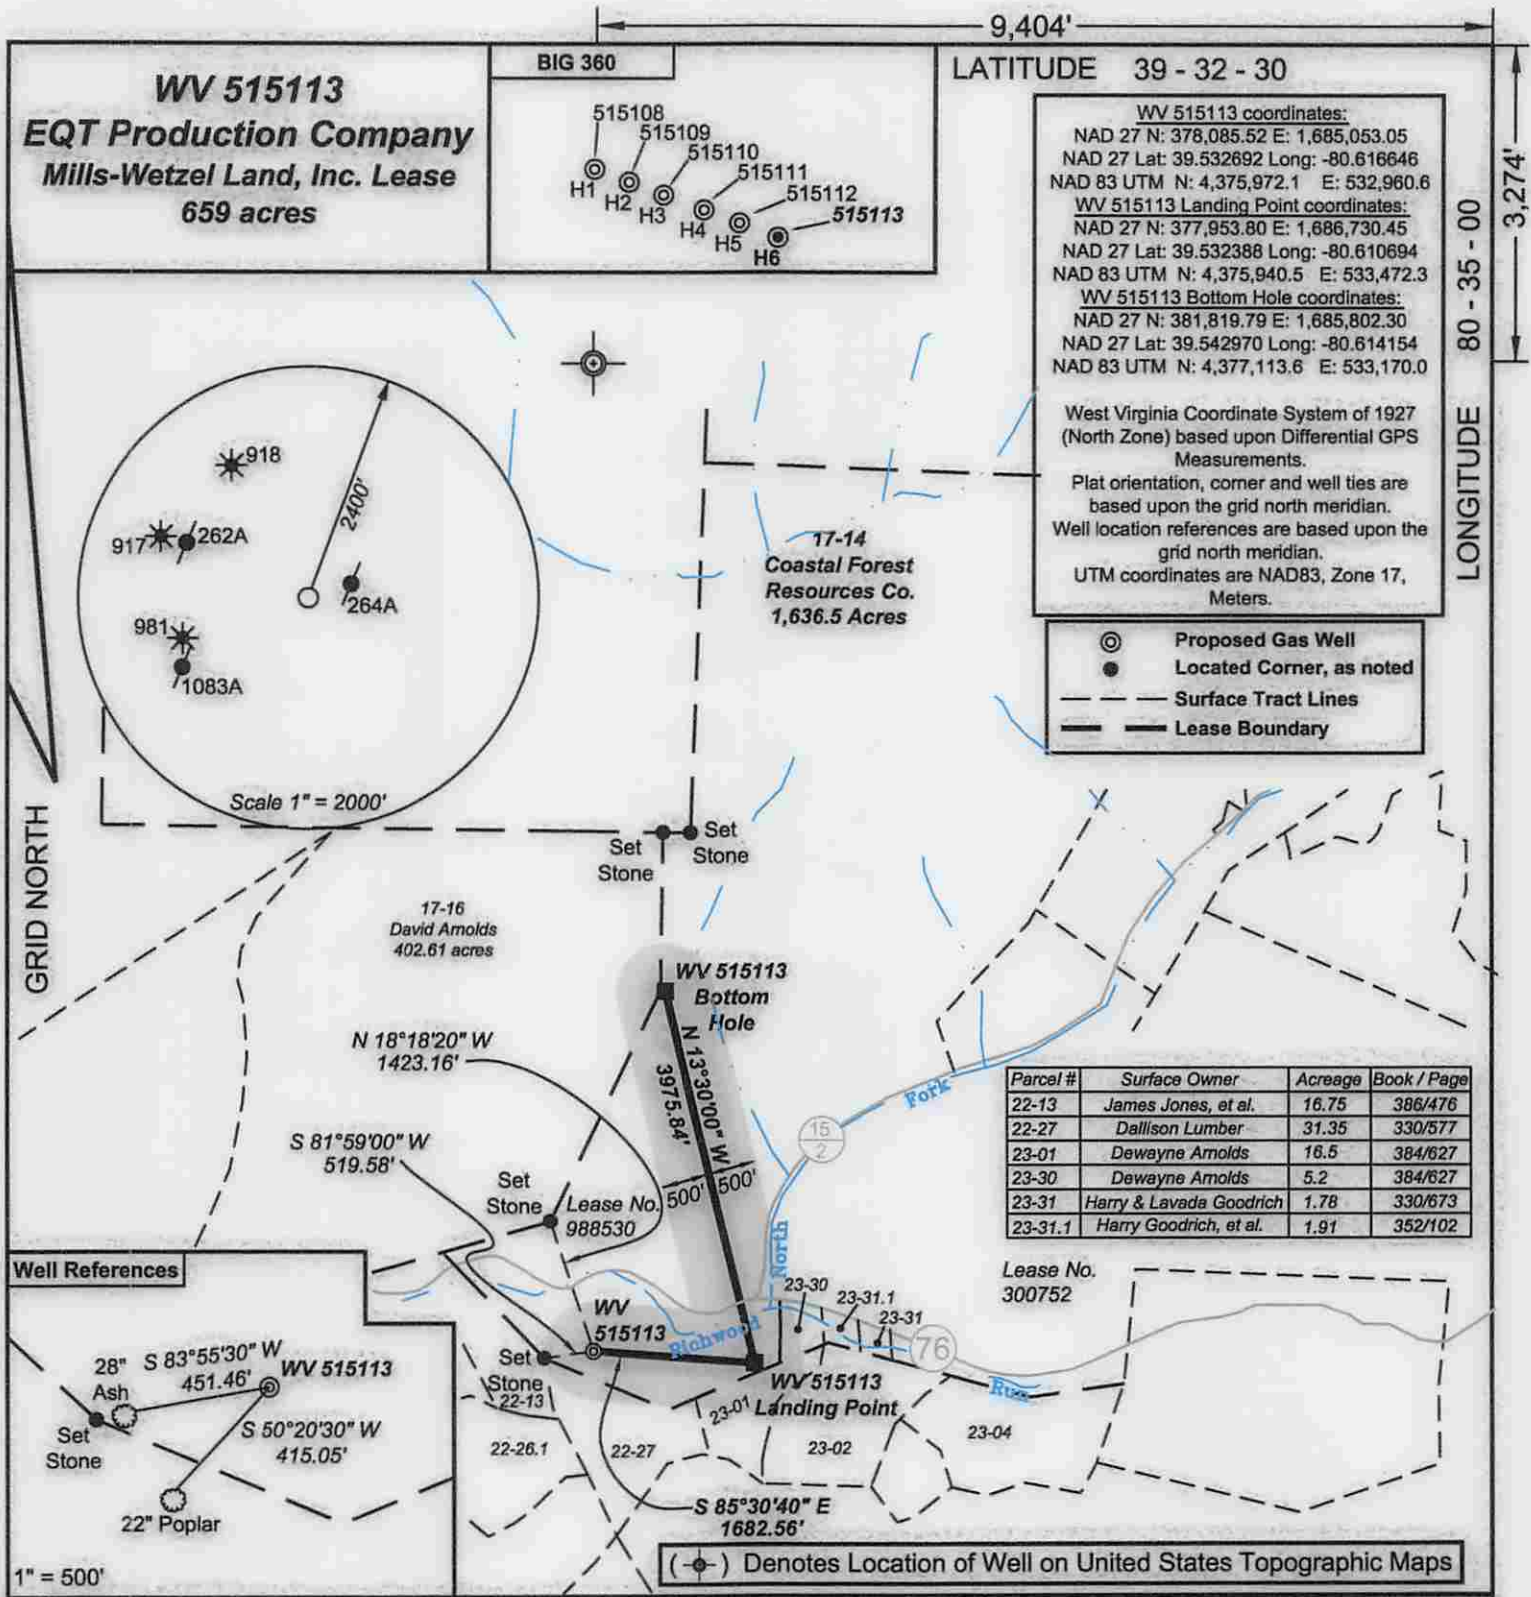 9,404'
WV 515113
EQT Production Company
Mills-Wetzel Land, Inc. Lease
659 acres
BIG 360
515108
515109
515110
515111
515112
515113
H1
H2
H3
H4
H5
H6
LATITUDE 39 - 32 - 30
3,274'
LONGITUDE 80 - 35 - 00
WV 515113 coordinates:
NAD 27 N: 378,085.52 E: 1,685,053.05
NAD 27 Lat: 39.532692 Long: -80.616646
NAD 83 UTM N: 4,375,972.1 E: 532,960.6
WV 515113 Landing Point coordinates:
NAD 27 N: 377,953.80 E: 1,686,730.45
NAD 27 Lat: 39.532388 Long: -80.610694
NAD 83 UTM N: 4,375,940.5 E: 533,472.3
WV 515113 Bottom Hole coordinates:
NAD 27 N: 381,819.79 E: 1,685,802.30
NAD 27 Lat: 39.542970 Long: -80.614154
NAD 83 UTM N: 4,377,113.6 E: 533,170.0
West Virginia Coordinate System of 1927
(North Zone) based upon Differential GPS
Measurements.
Plat orientation, corner and well ties are
based upon the grid north meridian.
Well location references are based upon the
grid north meridian.
UTM coordinates are NAD83, Zone 17,
Meters.
Proposed Gas Well
Located Corner, as noted
Surface Tract Lines
Lease Boundary
918
2400'
917
262A
264A
981
1083A
Scale 1" = 2000'
GRID NORTH
17-14
Coastal Forest
Resources Co.
1,636.5 Acres
Set
Stone
Set
Stone
17-16
David Arnolds
402.61 acres
WV 515113
Bottom
Hole
N 18°18'20" W
1423.16'
N 13°30'00" W
3975.84'
S 81°59'00" W
519.58'
500'
500'
Set
Stone
Lease No.
988530
15
2
Fork
North
Parcel # Surface Owner Acreage Book / Page
22-13 James Jones, et al. 16.75 386/476
22-27 Dallison Lumber 31.35 330/577
23-01 Dewayne Arnolds 16.5 384/627
23-30 Dewayne Arnolds 5.2 384/627
23-31 Harry & Lavada Goodrich 1.78 330/673
23-31.1 Harry Goodrich, et al. 1.91 352/102
Lease No.
300752
23-30
23-31.1
23-31
76
WV
515113
Richwood
Run
Set
Stone
22-13
22-26.1
22-27
23-01
WV 515113
Landing Point
23-02
23-04
S 85°30'40" E
1682.56'
Well References
28"
Ash
S 83°55'30" W
451.46'
WV 515113
Set
Stone
S 50°20'30" W
415.05'
22" Poplar
1" = 500'
( ) Denotes Location of Well on United States Topographic Maps